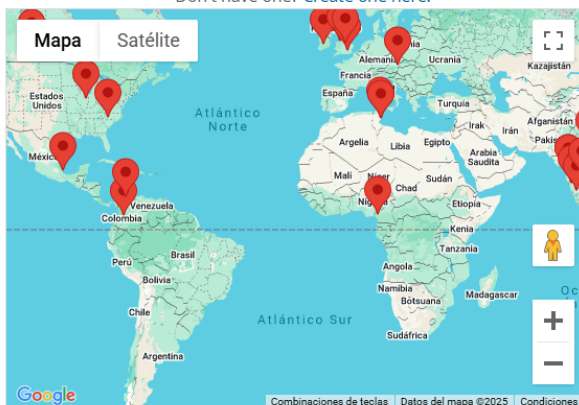 Don't have one? Create one here.
Mapa
Satélite
Estados
Unidos
México
Atlántico
Norte
Alemania
Ucrania
Kazajistán
Francia
España
Turquía
Afganistán
Irak
Irán
Argelia
Libia
Egipto
Arabia
Saudita
Malí
Níger
Chad
Sudán
Etiopía
Venezuela
Colombia
Kenia
Tanzania
Perú
Brasil
Bolivia
Angola
Namibia
Botsuana
Madagascar
Chile
Atlántico Sur
Sudáfrica
Argentina
Google
Combinaciones de teclas
Datos del mapa ©2025
Condiciones